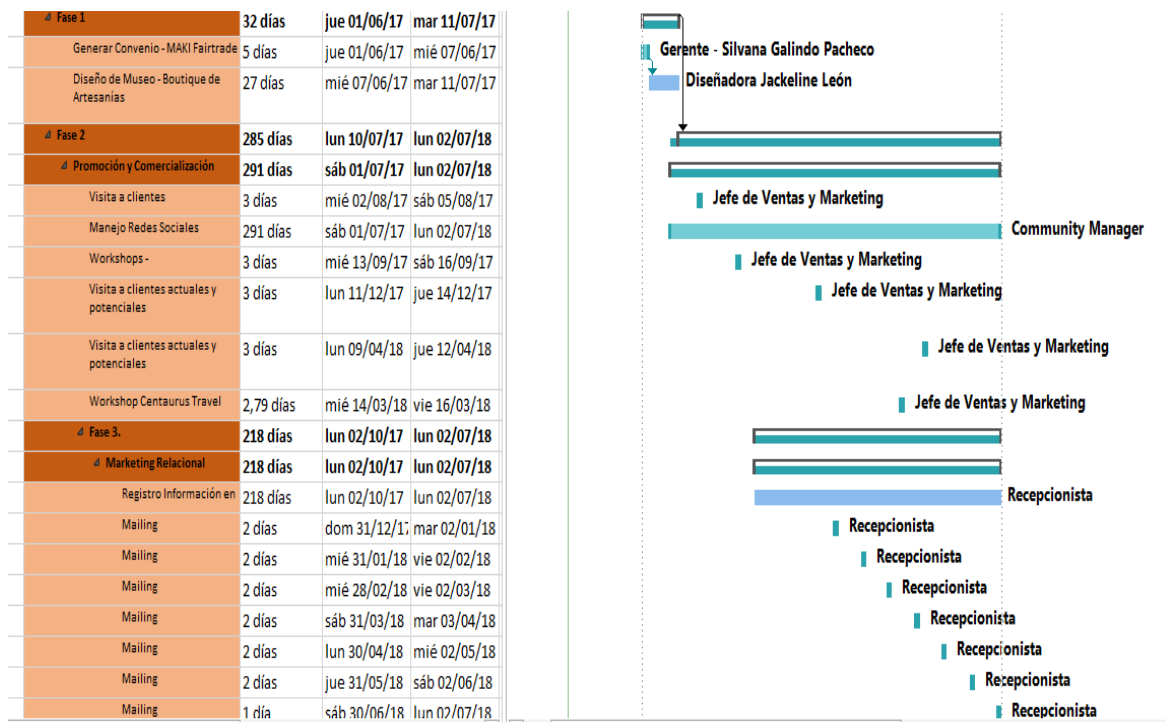 Fase 1 32 días jue 01/06/17 mar 11/07/17
Generar Convenio - MAKI Fairtrade 5 días jue 01/06/17 mié 07/06/17 Gerente - Silvana Galindo Pacheco
Diseño de Museo - Boutique de
Artesanías 27 días mié 07/06/17 mar 11/07/17 Diseñadora Jackeline León
Fase 2 285 días lun 10/07/17 lun 02/07/18
Promoción y Comercialización 291 días sáb 01/07/17 lun 02/07/18
Visita a clientes 3 días mié 02/08/17 sáb 05/08/17 Jefe de Ventas y Marketing
Manejo Redes Sociales 291 días sáb 01/07/17 lun 02/07/18 Community Manager
Workshops - 3 días mié 13/09/17 sáb 16/09/17 Jefe de Ventas y Marketing
Visita a clientes actuales y
potenciales 3 días lun 11/12/17 jue 14/12/17 Jefe de Ventas y Marketing
Visita a clientes actuales y
potenciales 3 días lun 09/04/18 jue 12/04/18 Jefe de Ventas y Marketing
Workshop Centaurus Travel 2,79 días mié 14/03/18 vie 16/03/18 Jefe de Ventas y Marketing
Fase 3. 218 días lun 02/10/17 lun 02/07/18
Marketing Relacional 218 días lun 02/10/17 lun 02/07/18
Registro Información en 218 días lun 02/10/17 lun 02/07/18 Recepcionista
Mailing 2 días dom 31/12/17 mar 02/01/18 Recepcionista
Mailing 2 días mié 31/01/18 vie 02/02/18 Recepcionista
Mailing 2 días mié 28/02/18 vie 02/03/18 Recepcionista
Mailing 2 días sáb 31/03/18 mar 03/04/18 Recepcionista
Mailing 2 días lun 30/04/18 mié 02/05/18 Recepcionista
Mailing 2 días jue 31/05/18 sáb 02/06/18 Recepcionista
Mailing 1 día sáb 30/06/18 lun 02/07/18 Recepcionista